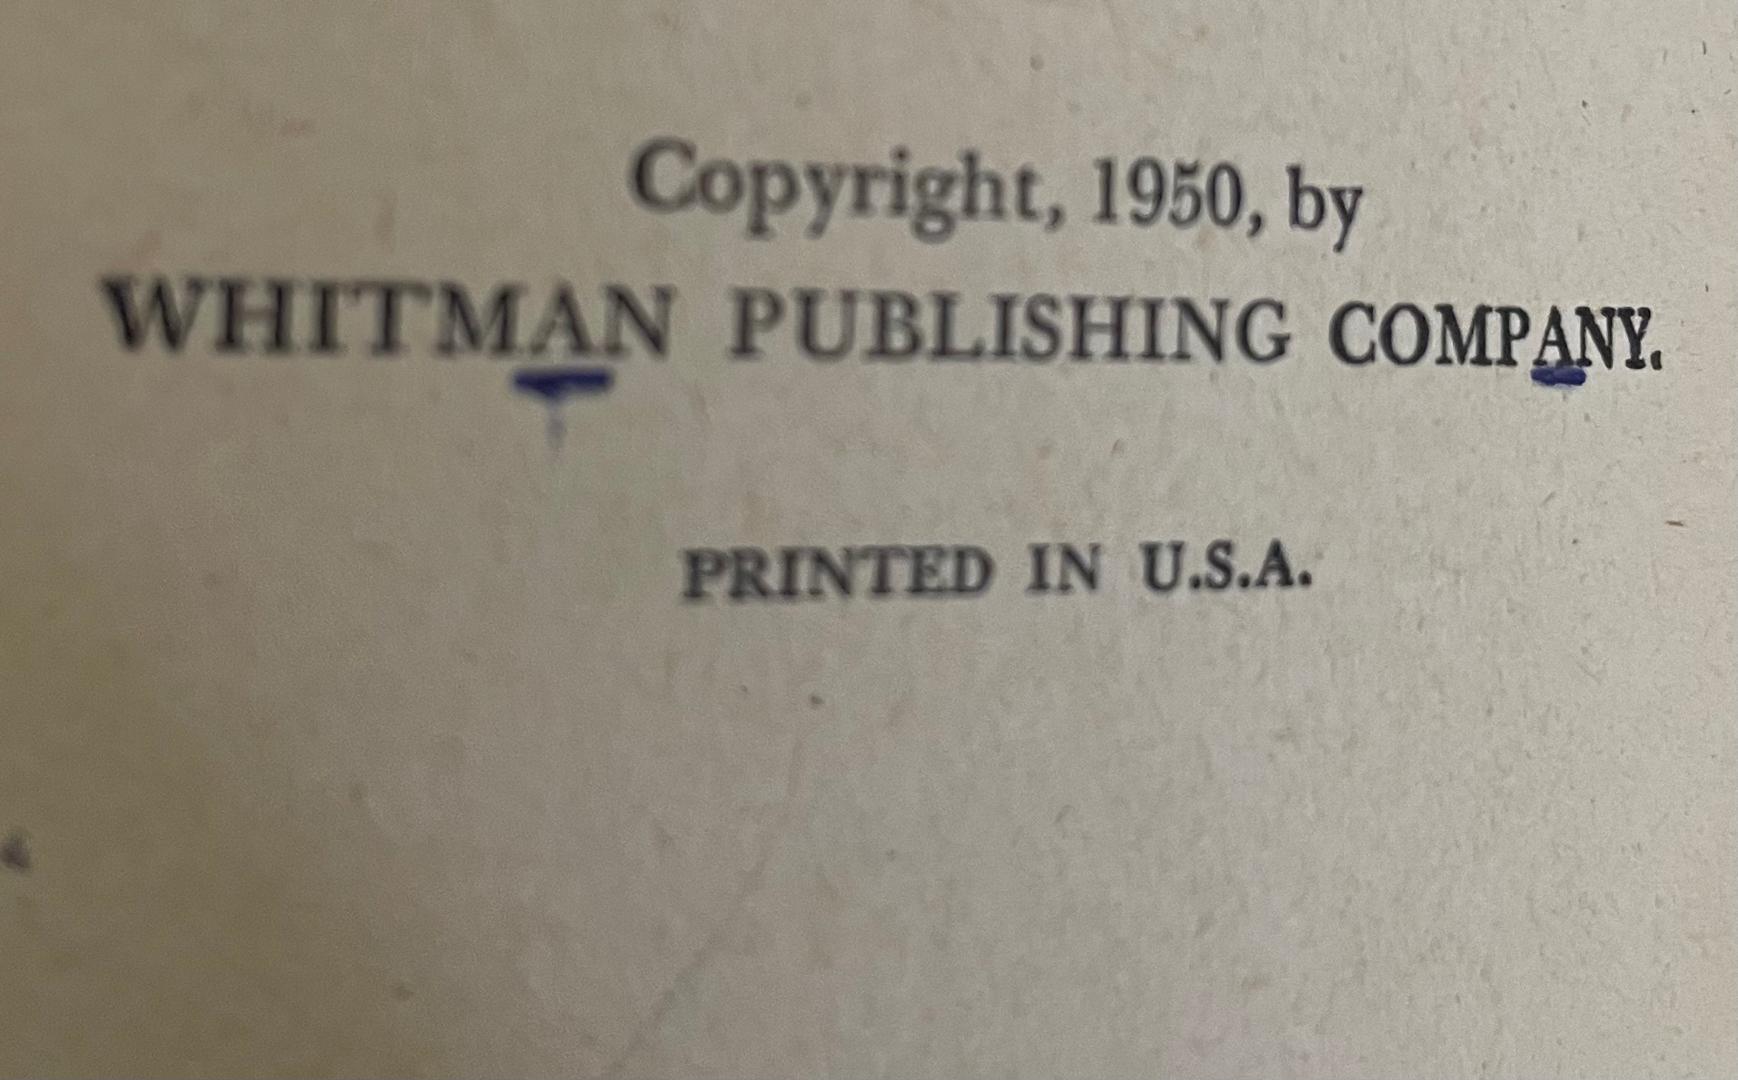 Copyright, 1950, by
WHITMAN PUBLISHING COMPANY.
PRINTED IN U.S.A.